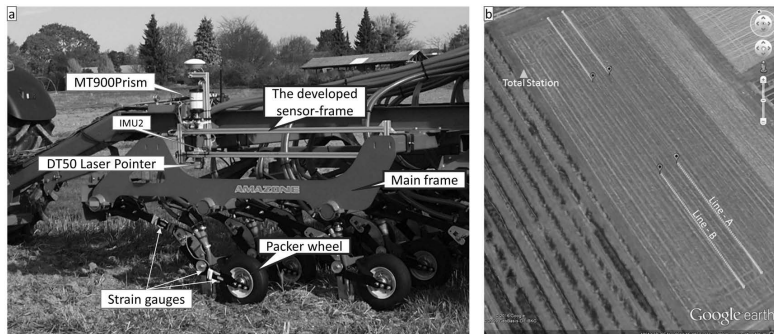 a
MT900Prism
The developed
sensor-frame
IMU2
DT50 Laser Pointer
AMAZONE
Main frame
Packer wheel
Strain gauges
b
Total Station
Line - A
Line - B
Google earth